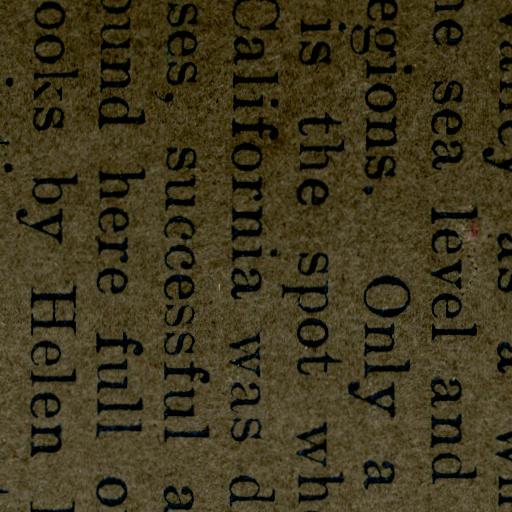 as a
he sea level and
egions. Only a
is the spot wh
California was d
ses, successful a
ound here full o
ooks by Helen